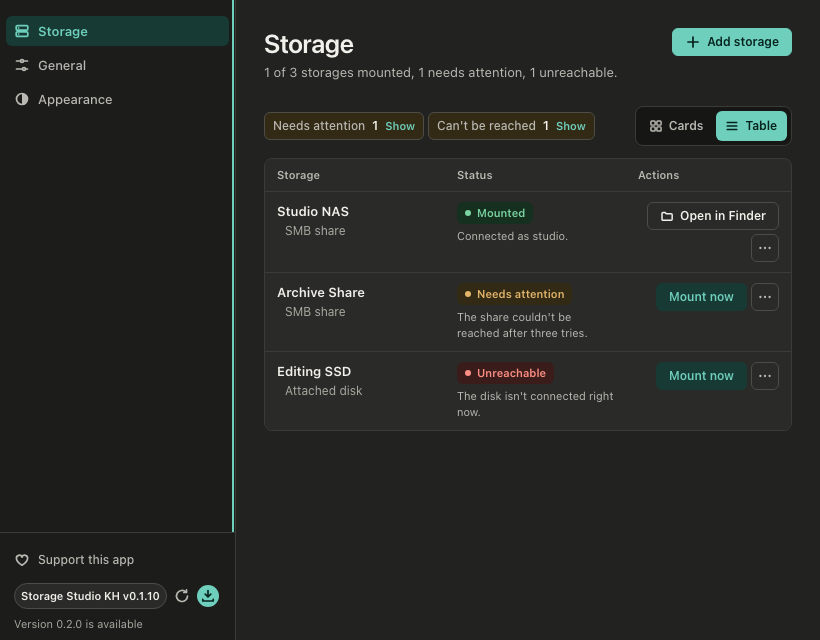 Storage
General
Appearance
Support this app
Storage Studio KH v0.1.10
Version 0.2.0 is available
Storage
1 of 3 storages mounted, 1 needs attention, 1 unreachable.
Add storage
Needs attention 1 Show
Can't be reached 1 Show
Cards
Table
Storage Status Actions
Studio NAS
SMB share
Mounted
Connected as studio.
Open in Finder
Archive Share
SMB share
Needs attention
The share couldn't be
reached after three tries.
Mount now
Editing SSD
Attached disk
Unreachable
The disk isn't connected right
now.
Mount now